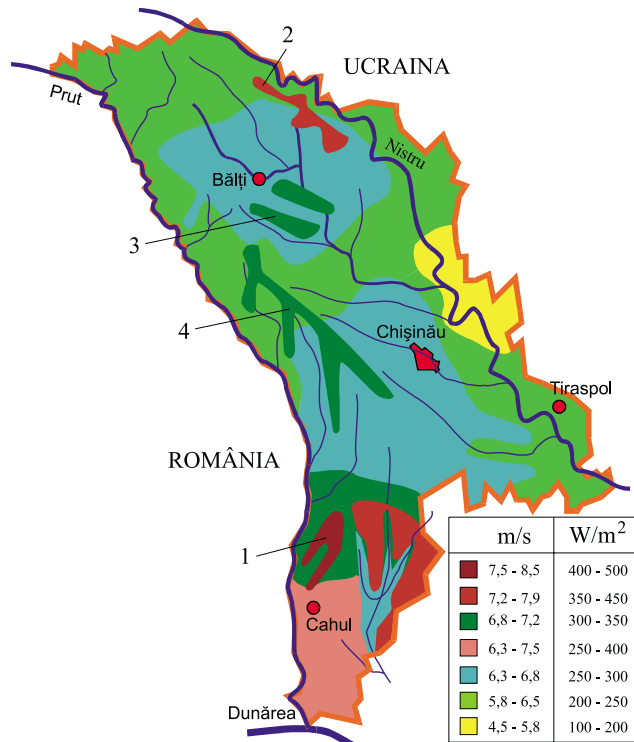 2
UCRAINA
Prut
Nistru
Bălți
3
4
Chişinău
Tiraspol
ROMÂNIA
1
Cahul
Dunărea
m/s W/m²
7,5 - 8,5 400 - 500
7,2 - 7,9 350 - 450
6,8 - 7,2 300 - 350
6,3 - 7,5 250 - 400
6,3 - 6,8 250 - 300
5,8 - 6,5 200 - 250
4,5 - 5,8 100 - 200